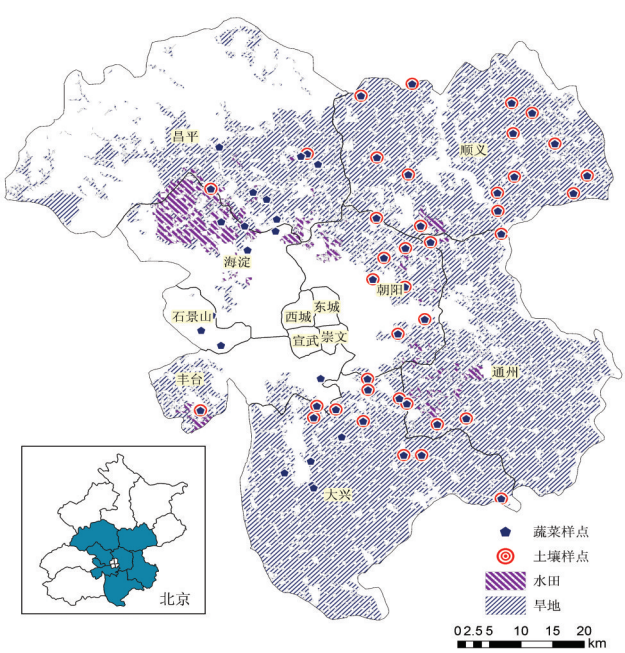 昌平
顺义
海淀
朝阳
石景山
东城
西城
宣武
崇文
丰台
通州
大兴
北京
蔬菜样点
土壤样点
水田
旱地
0 2.5 5 10 15 20
km